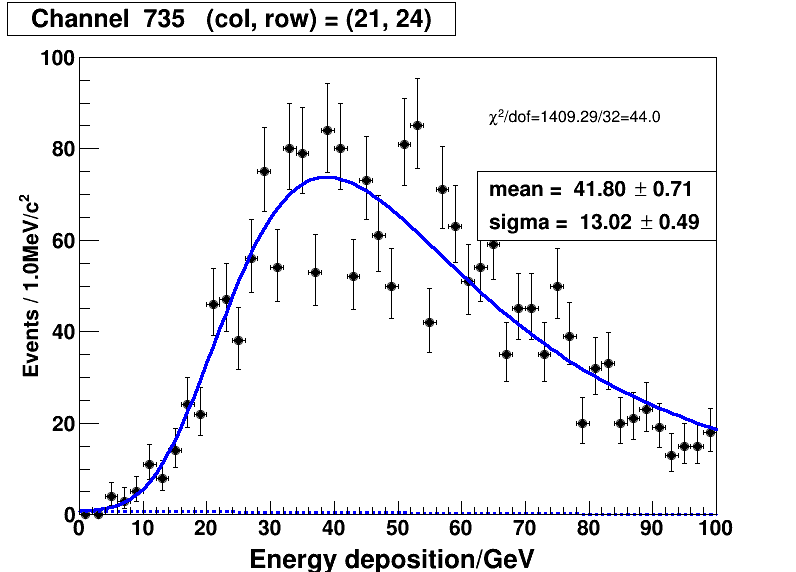 Channel 735 (col, row) = (21, 24)
100
80
60
40
20
0
Events / 1.0MeV/c²
χ²/dof=1409.29/32=44.0
mean = 41.80 ± 0.71
sigma = 13.02 ± 0.49
0 10 20 30 40 50 60 70 80 90 100
Energy deposition/GeV